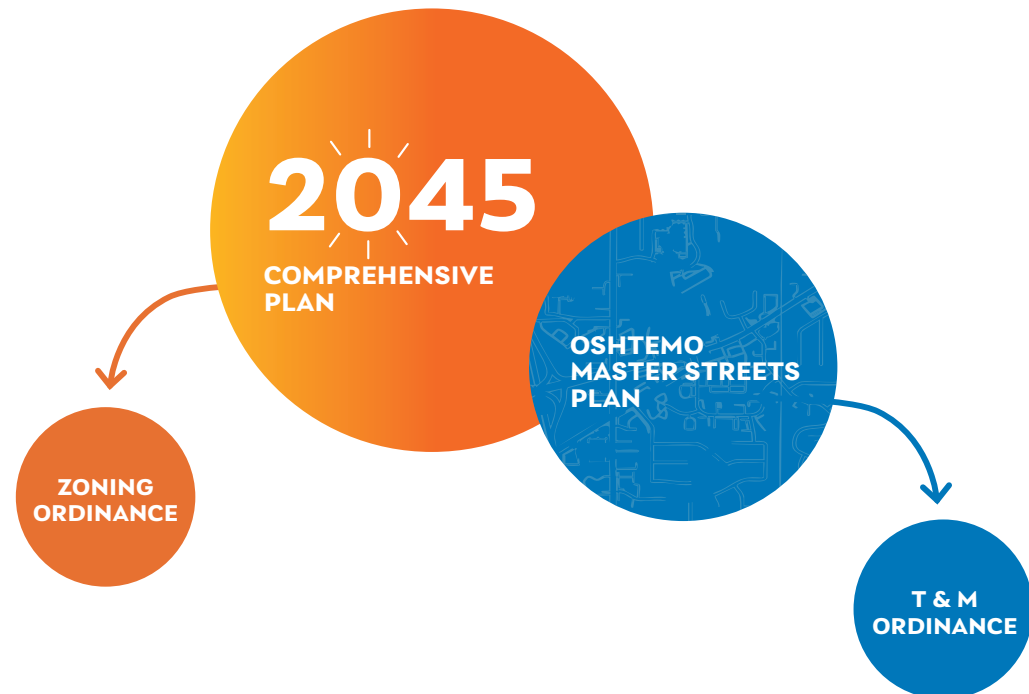 2045
COMPREHENSIVE
PLAN
OSHTEMO
MASTER STREETS
PLAN
ZONING
ORDINANCE
T & M
ORDINANCE